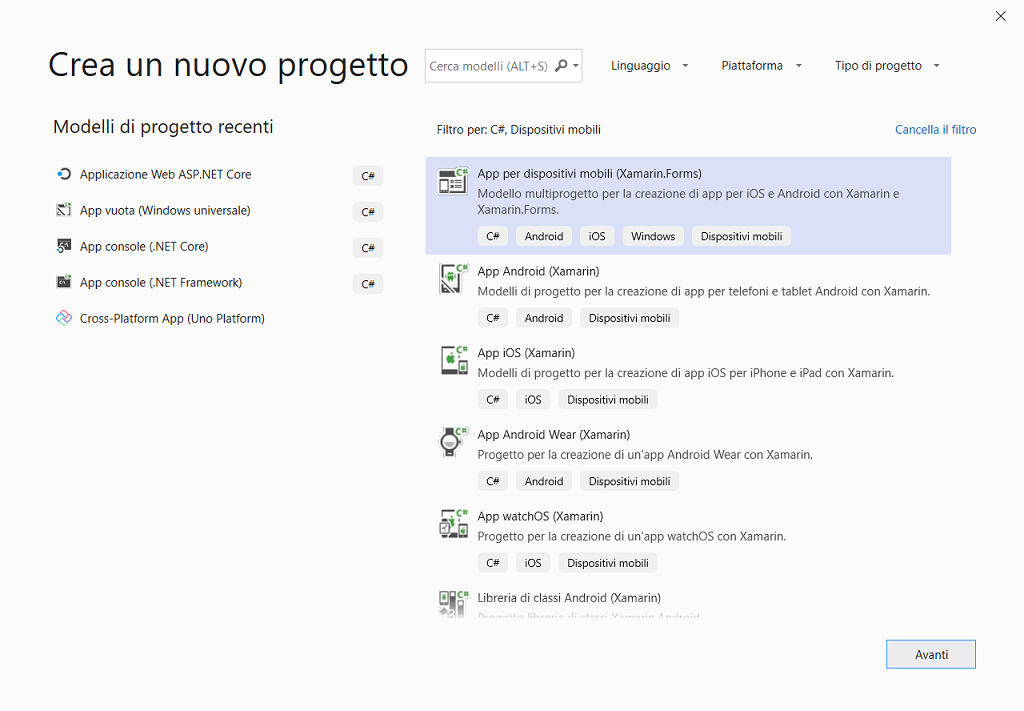 Crea un nuovo progetto
Cerca modelli (ALT+S)
Linguaggio
Piattaforma
Tipo di progetto
Modelli di progetto recenti
Applicazione Web ASP.NET Core
C#
App vuota (Windows universale)
C#
App console (.NET Core)
C#
App console (.NET Framework)
C#
Cross-Platform App (Uno Platform)
Filtro per: C#, Dispositivi mobili
Cancella il filtro
App per dispositivi mobili (Xamarin.Forms)
Modello multiprogetto per la creazione di app per iOS e Android con Xamarin e
Xamarin.Forms.
C# Android iOS Windows Dispositivi mobili
App Android (Xamarin)
Modelli di progetto per la creazione di app per telefoni e tablet Android con Xamarin.
C# Android Dispositivi mobili
App iOS (Xamarin)
Modelli di progetto per la creazione di app iOS per iPhone e iPad con Xamarin.
C# iOS Dispositivi mobili
App Android Wear (Xamarin)
Progetto per la creazione di un'app Android Wear con Xamarin.
C# Android Dispositivi mobili
App watchOS (Xamarin)
Progetto per la creazione di un'app watchOS con Xamarin.
C# iOS Dispositivi mobili
Libreria di classi Android (Xamarin)
Progetto libreria di classi Xamarin Android
Avanti